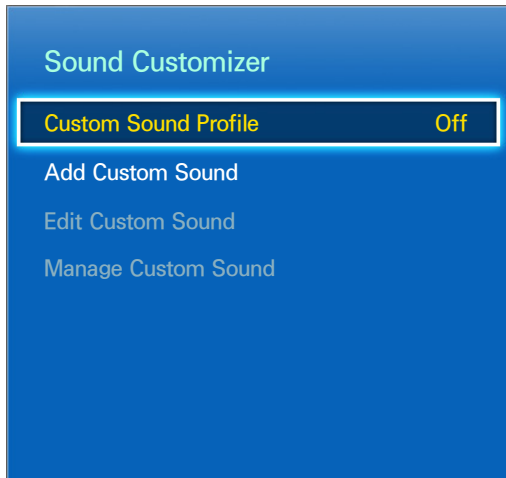 Sound Customizer
Custom Sound Profile Off
Add Custom Sound
Edit Custom Sound
Manage Custom Sound